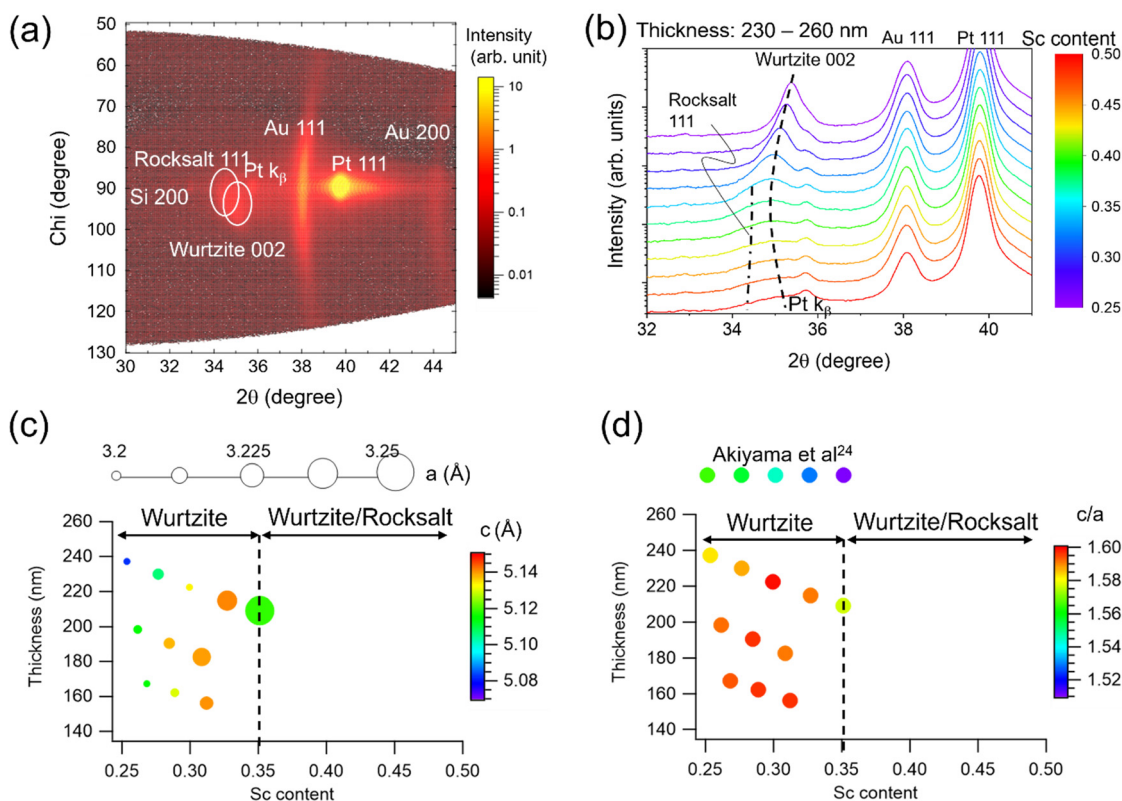 (a)
50
60
70
80
90
100
110
120
130
Chi (degree)
30
32
34
36
38
40
42
44
2θ (degree)
Au 111
Au 200
Rocksalt 111
Pt kβ
Pt 111
Si 200
Wurtzite 002
Intensity
(arb. unit)
10
1
0.1
0.01
(b)
Thickness: 230 – 260 nm
Au 111
Pt 111
Sc content
Wurtzite 002
Rocksalt
111
Pt kβ
Intensity (arb. units)
32
34
36
38
40
2θ (degree)
0.50
0.45
0.40
0.35
0.30
0.25
(c)
3.2
3.225
3.25
a (Å)
Wurtzite
Wurtzite/Rocksalt
c (Å)
5.14
5.12
5.10
5.08
260
240
220
200
180
160
140
Thickness (nm)
0.25
0.30
0.35
0.40
0.45
0.50
Sc content
(d)
Akiyama et al24
Wurtzite
Wurtzite/Rocksalt
c/a
1.60
1.58
1.56
1.54
1.52
260
240
220
200
180
160
140
Thickness (nm)
0.25
0.30
0.35
0.40
0.45
0.50
Sc content